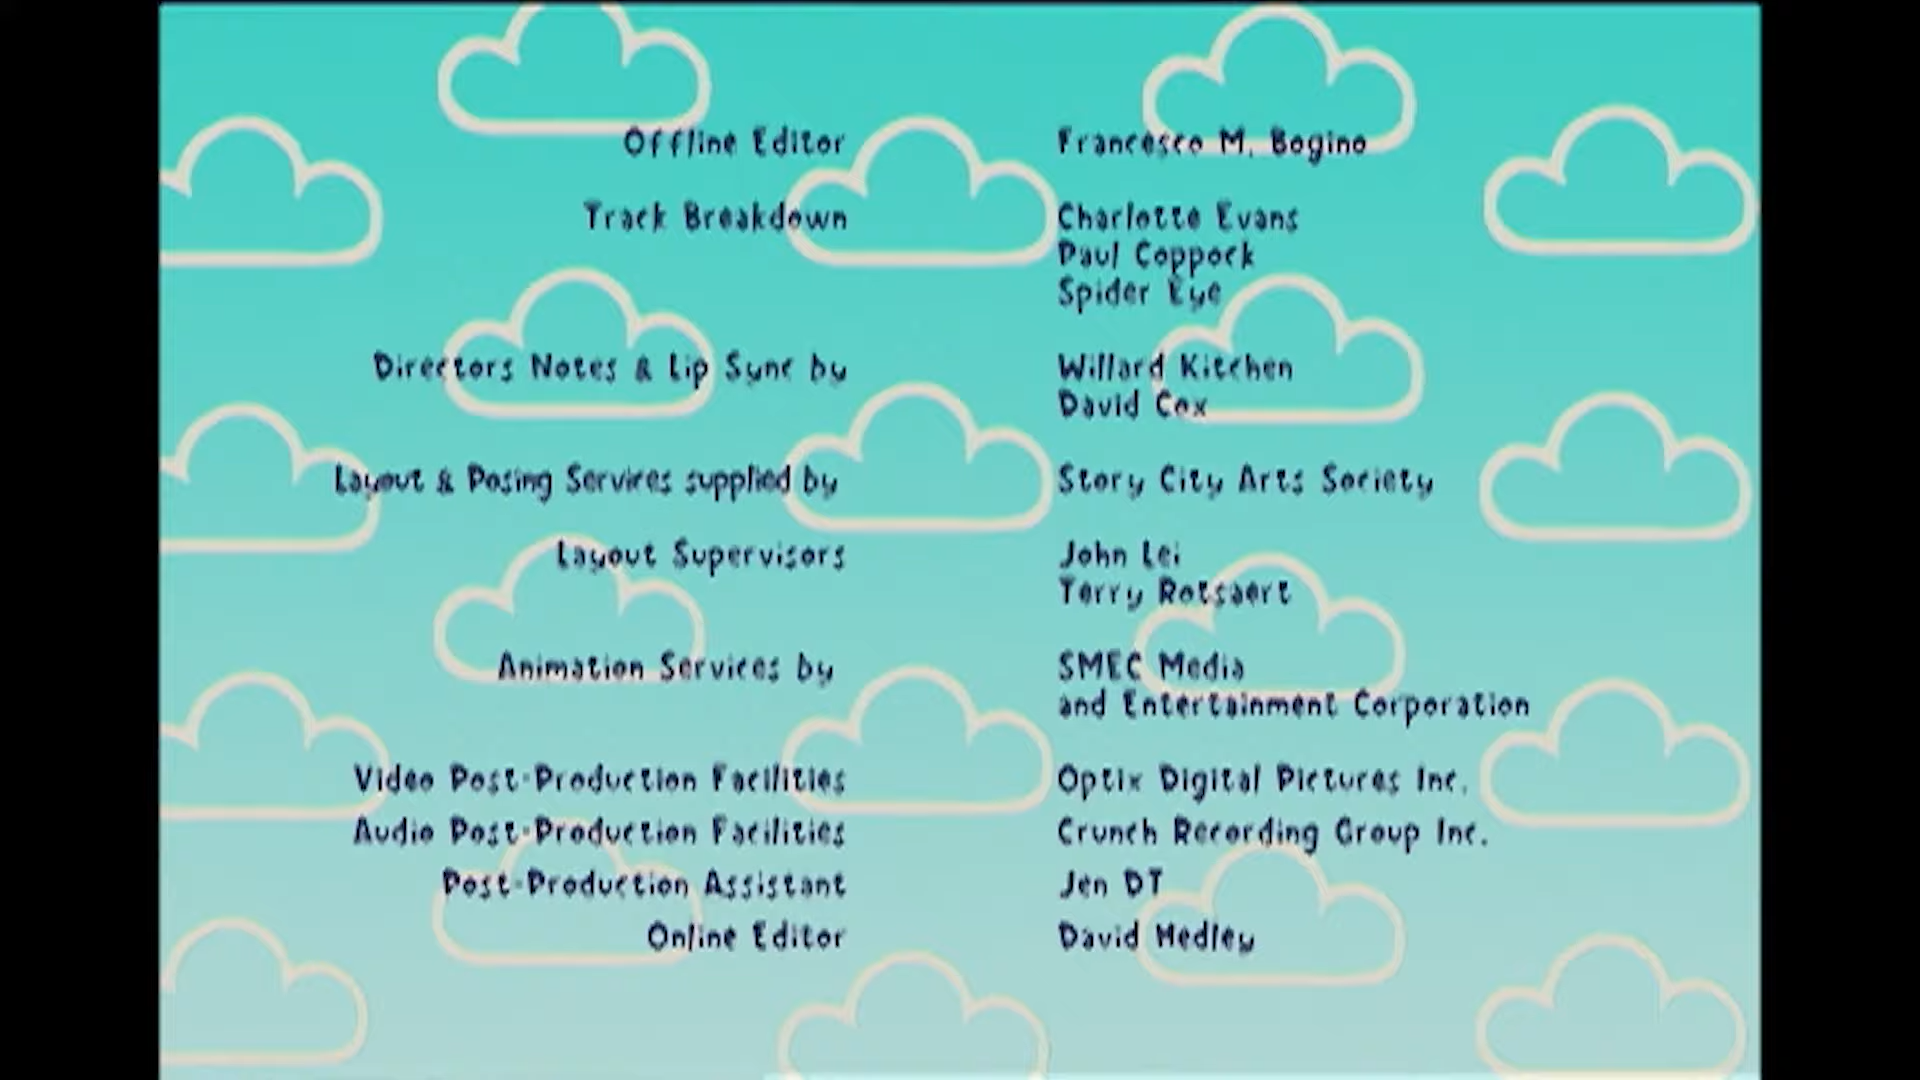 Offline Editor Francesco M. Bogino
Track Breakdown Charlotte Evans
Paul Coppock
Spider Eye
Directors Notes & Lip Sync by Willard Kitchen
David Cox
Layout & Posing Services supplied by Story City Arts Society
Layout Supervisors John Lei
Terry Rotsaert
Animation Services by SMEC Media
and Entertainment Corporation
Video Post-Production Facilities Optix Digital Pictures Inc.
Audio Post-Production Facilities Crunch Recording Group Inc.
Post-Production Assistant Jen DT
Online Editor David Medley